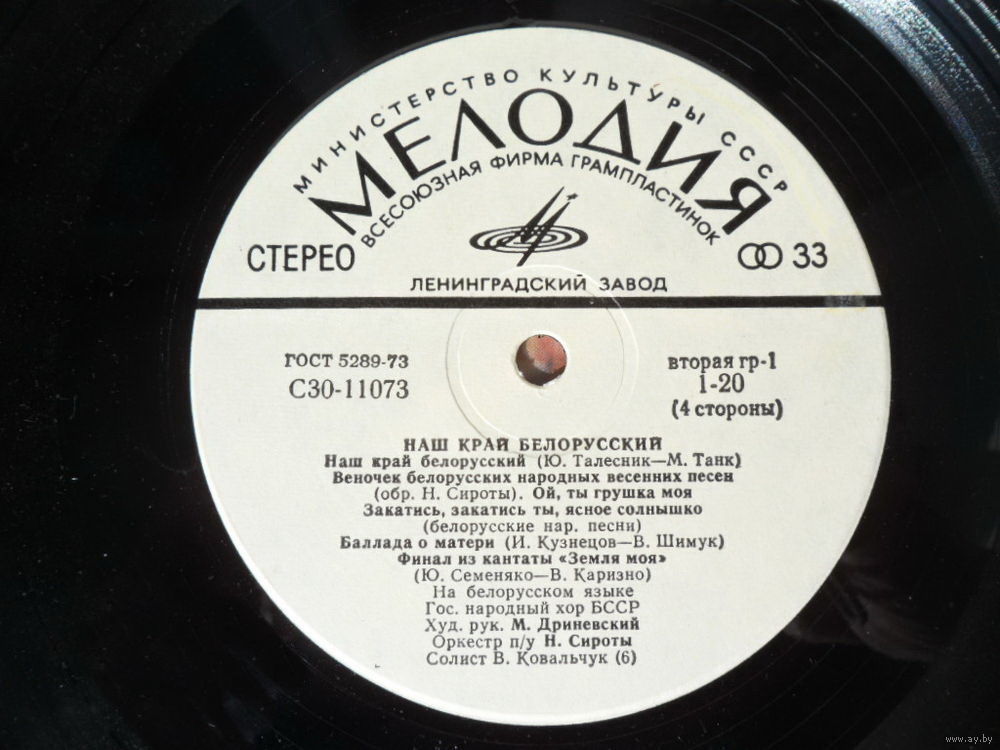 МИНИСТЕРСТВО КУЛЬТУРЫ СССР
МЕЛОДИЯ
ВСЕСОЮЗНАЯ ФИРМА ГРАМПЛАСТИНОК
СТЕРЕО
33
ЛЕНИНГРАДСКИЙ ЗАВОД
ГОСТ 5289-73
С30-11073
вторая гр-1
1-20
(4 стороны)
НАШ КРАЙ БЕЛОРУССКИЙ
Наш край белорусский (Ю. Талесник—М. Танк)
Веночек белорусских народных весенних песен
(обр. Н. Сироты). Ой, ты грушка моя
Закатись, закатись ты, ясное солнышко
(белорусские нар. песни)
Баллада о матери (И. Кузнецов—В. Шимук)
Финал из кантаты «Земля моя»
(Ю. Семеняко—В. Каризно)
На белорусском языке
Гос. народный хор БССР
Худ. рук. М. Дриневский
Оркестр п/у Н. Сироты
Солист В. Ковальчук (6)
www.ay.by